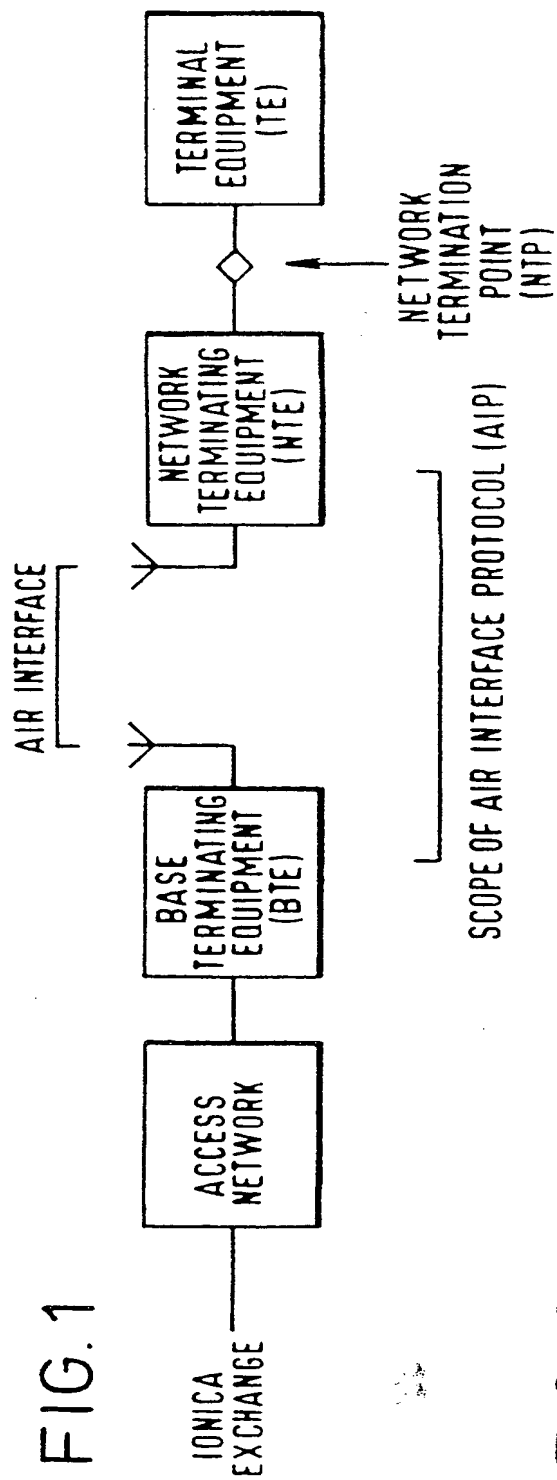 FIG. 1
IONICA
EXCHANGE
ACCESS
NETWORK
BASE
TERMINATING
EQUIPMENT
(BTE)
AIR INTERFACE
NETWORK
TERMINATING
EQUIPMENT
(NTE)
TERMINAL
EQUIPMENT
(TE)
NETWORK
TERMINATION
POINT
(NTP)
SCOPE OF AIR INTERFACE PROTOCOL (AIP)